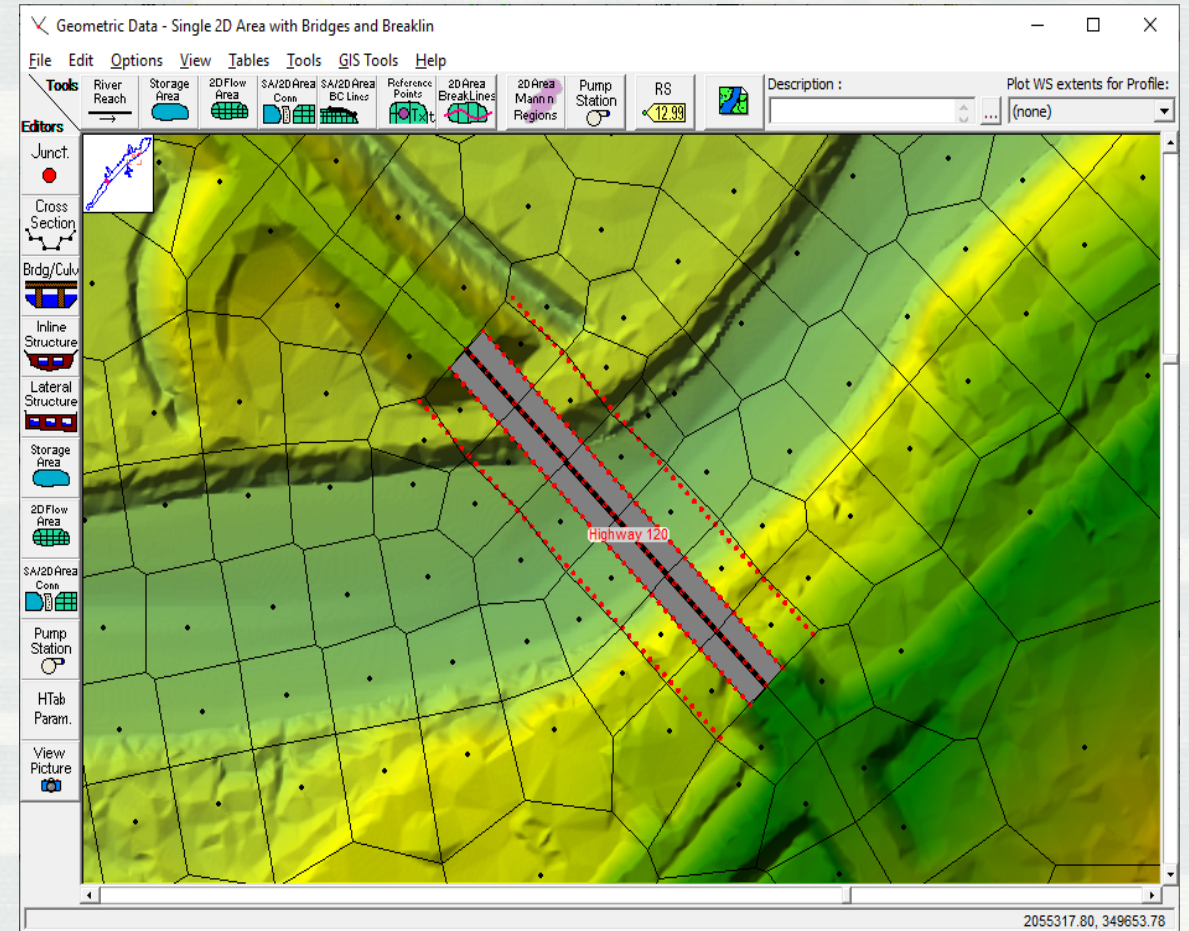 Geometric Data - Single 2D Area with Bridges and Breaklin
File Edit Options View Tables Tools GIS Tools Help
Tools
Editors
River
Reach
Storage
Area
2D Flow
Area
SA/2D Area
Conn
SA/2D Area
BC Lines
Reference
Points
Txt
2D Area
BreakLines
2D Area
Mann n
Regions
Pump
Station
RS
12.99
Description :
...
Plot WS extents for Profile:
(none)
Junct.
Cross
Section
Brdg/Culv
Inline
Structure
Lateral
Structure
Storage
Area
2D Flow
Area
SA/2D Area
Conn
Pump
Station
HTab
Param.
View
Picture
Highway 120
2055317.80, 349653.78